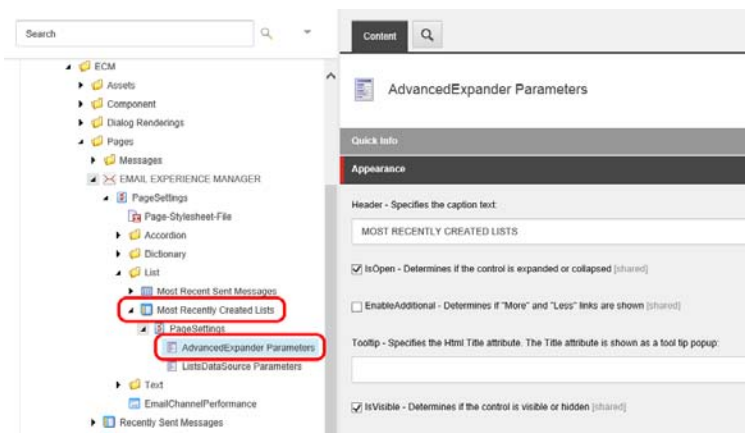 Search
ECM
Assets
Component
Dialog Renderings
Pages
Messages
EMAIL EXPERIENCE MANAGER
PageSettings
Page-Stylesheet-File
Accordion
Dictionary
List
Most Recent Sent Messages
Most Recently Created Lists
PageSettings
AdvancedExpander Parameters
ListsDataSource Parameters
Text
EmailChannelPerformance
Recently Sent Messages
Content
AdvancedExpander Parameters
Quick Info
Appearance
Header - Specifies the caption text:
MOST RECENTLY CREATED LISTS
IsOpen - Determines if the control is expanded or collapsed [shared]
EnableAdditional - Determines if "More" and "Less" links are shown [shared]
Tooltip - Specifies the Html Title attribute. The Title attribute is shown as a tool tip popup:
IsVisible - Determines if the control is visible or hidden [shared]